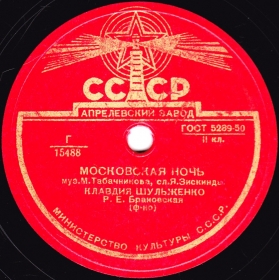 СССР
АПРЕЛЕВСКИЙ ЗАВОД
ГОСТ 5289-50
Г
II кл.
15488
МОСКОВСКАЯ НОЧЬ
муз.М.Табачникова, сл.Я.Зискинда
КЛАВДИЯ ШУЛЬЖЕНКО
Р. Е. Брановская
(ф-но)
МИНИСТЕРСТВО КУЛЬТУРЫ С.С.С.Р.